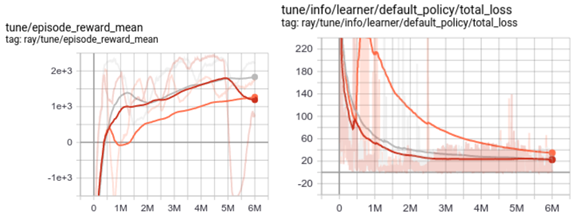 tune/episode_reward_mean
tag: ray/tune/episode_reward_mean
2e+3
1e+3
0
-1e+3
0 1M 2M 3M 4M 5M 6M
tune/info/learner/default_policy/total_loss
tag: ray/tune/info/learner/default_policy/total_loss
220
180
140
100
60
20
-20
0 1M 2M 3M 4M 5M 6M